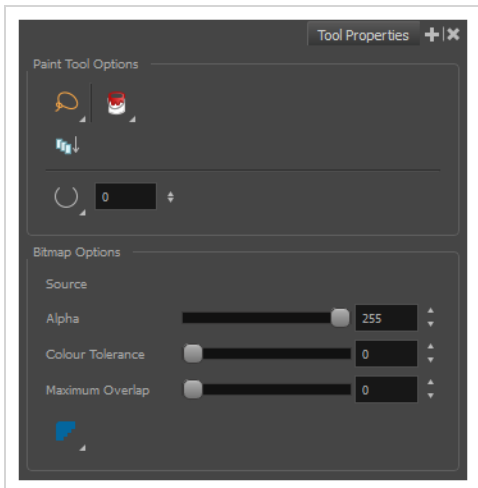 Tool Properties
Paint Tool Options
0
Bitmap Options
Source
Alpha 255
Colour Tolerance 0
Maximum Overlap 0